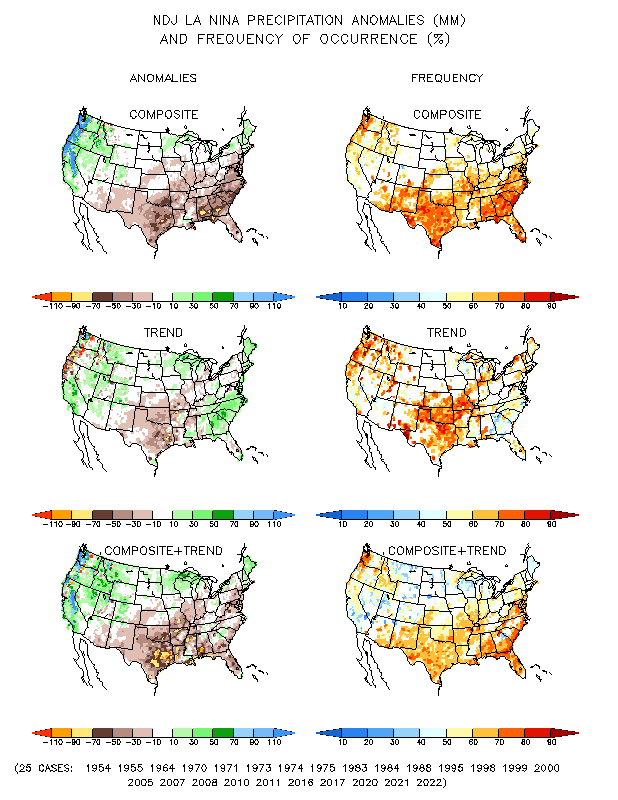 NDJ LA NINA PRECIPITATION ANOMALIES (MM)
AND FREQUENCY OF OCCURRENCE (%)
ANOMALIES FREQUENCY
COMPOSITE COMPOSITE
-110 -90 -70 -50 -30 -10 10 30 50 70 90 110 10 20 30 40 50 60 70 80 90
TREND TREND
-110 -90 -70 -50 -30 -10 10 30 50 70 90 110 10 20 30 40 50 60 70 80 90
COMPOSITE+TREND COMPOSITE+TREND
-110 -90 -70 -50 -30 -10 10 30 50 70 90 110 10 20 30 40 50 60 70 80 90
(25 CASES: 1954 1955 1964 1970 1971 1973 1974 1975 1983 1984 1988 1995 1998 1999 2000
2005 2007 2008 2010 2011 2016 2017 2020 2021 2022)